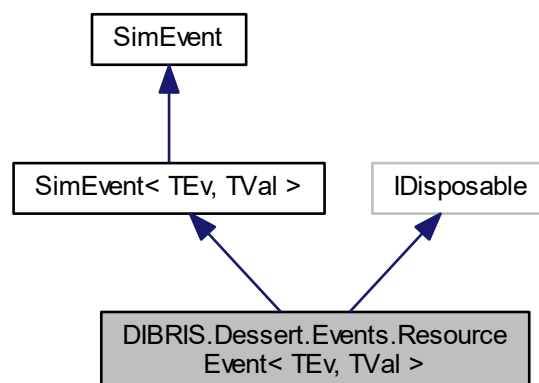 SimEvent
SimEvent< TEv, TVal >
IDisposable
DIBRIS.Dessert.Events.Resource
Event< TEv, TVal >